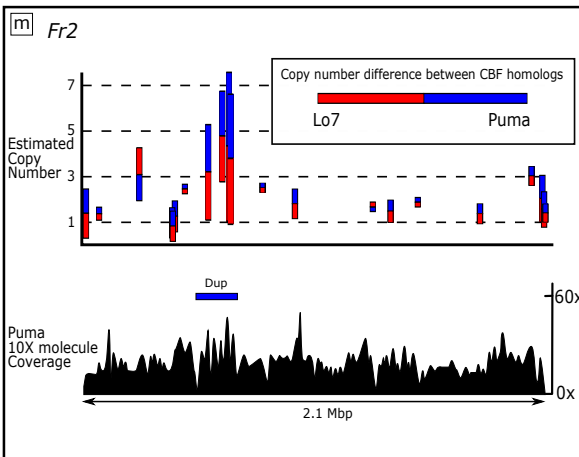 m Fr2
Copy number difference between CBF homologs
Lo7 Puma
Estimated
Copy
Number
7
5
3
1
Dup
Puma
10X molecule
Coverage
60x
0x
2.1 Mbp